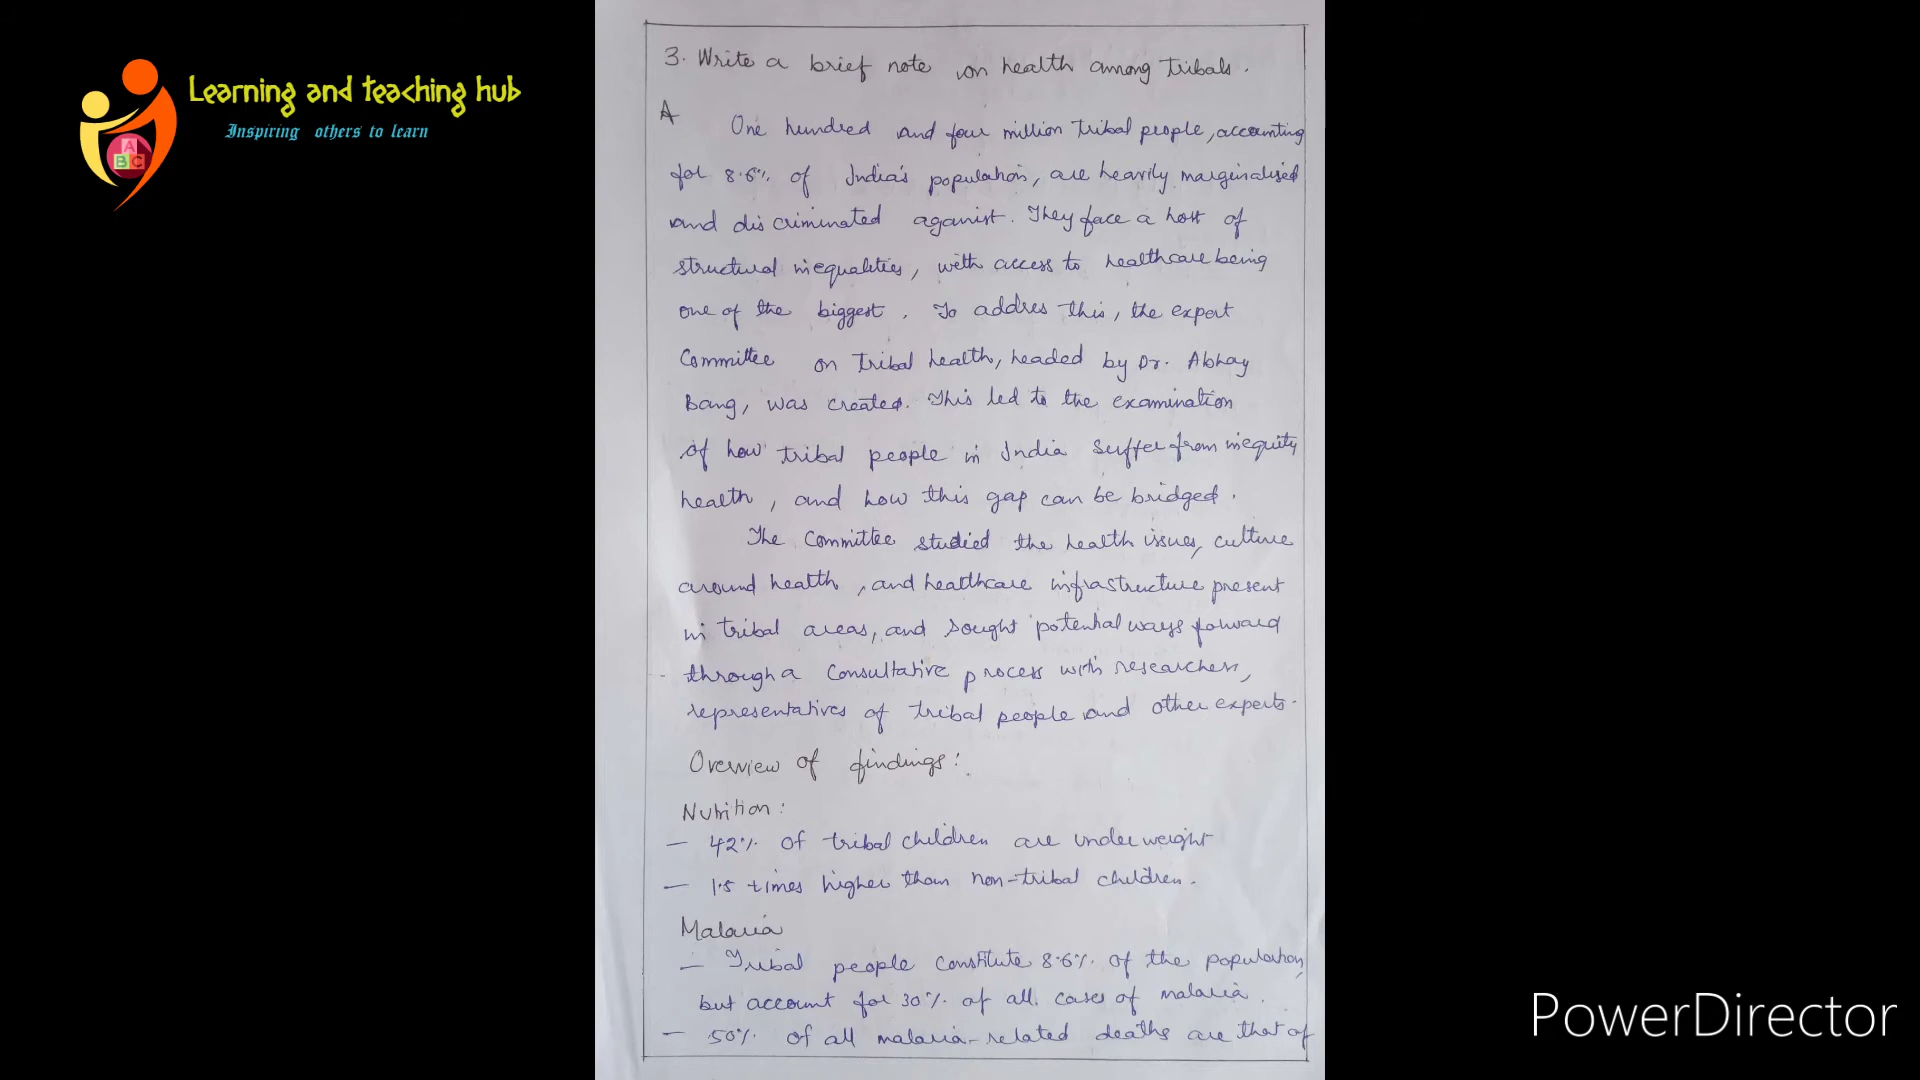 Learning and teaching hub
Inspiring others to learn
A
B C
3. Write a brief note on health among tribals.
A
One hundred and four million tribal people, accounting
for 8.6% of India's population, are heavily marginalised
and discriminated aganist. They face a host of
structural inequalities, with access to healthcare being
one of the biggest. To addres this, the expert
Committee on tribal health, headed by Dr. Abhay
Bang, was created. This led to the examination
of how tribal people in India suffer from inequity
health, and how this gap can be bridged.
The Committee studied the health issues, culture
around health, and healthcare infrastructure present
in tribal areas, and sought potential ways forward
through a Consultative process with researchers,
representatives of tribal people and other experts.
Overview of findings:
Nutrition:
- 42% of tribal children are underweight
- 1.5 times higher than non-tribal children.
Malaria
- Tribal people constitute 8.6% of the population,
but account for 30% of all cases of malaria.
- 50% of all malaria-related deaths are that of
PowerDirector